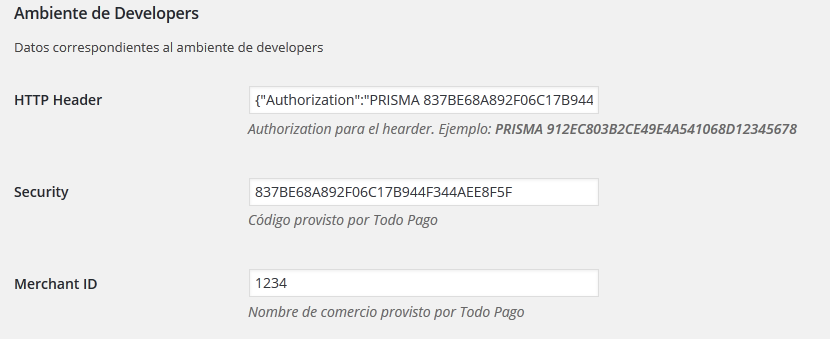 Ambiente de Developers
Datos correspondientes al ambiente de developers
HTTP Header
{"Authorization":"PRISMA 837BE68A892F06C17B944
Authorization para el hearder. Ejemplo: PRISMA 912EC803B2CE49E4A541068D12345678
Security
837BE68A892F06C17B944F344AEE8F5F
Código provisto por Todo Pago
Merchant ID
1234
Nombre de comercio provisto por Todo Pago